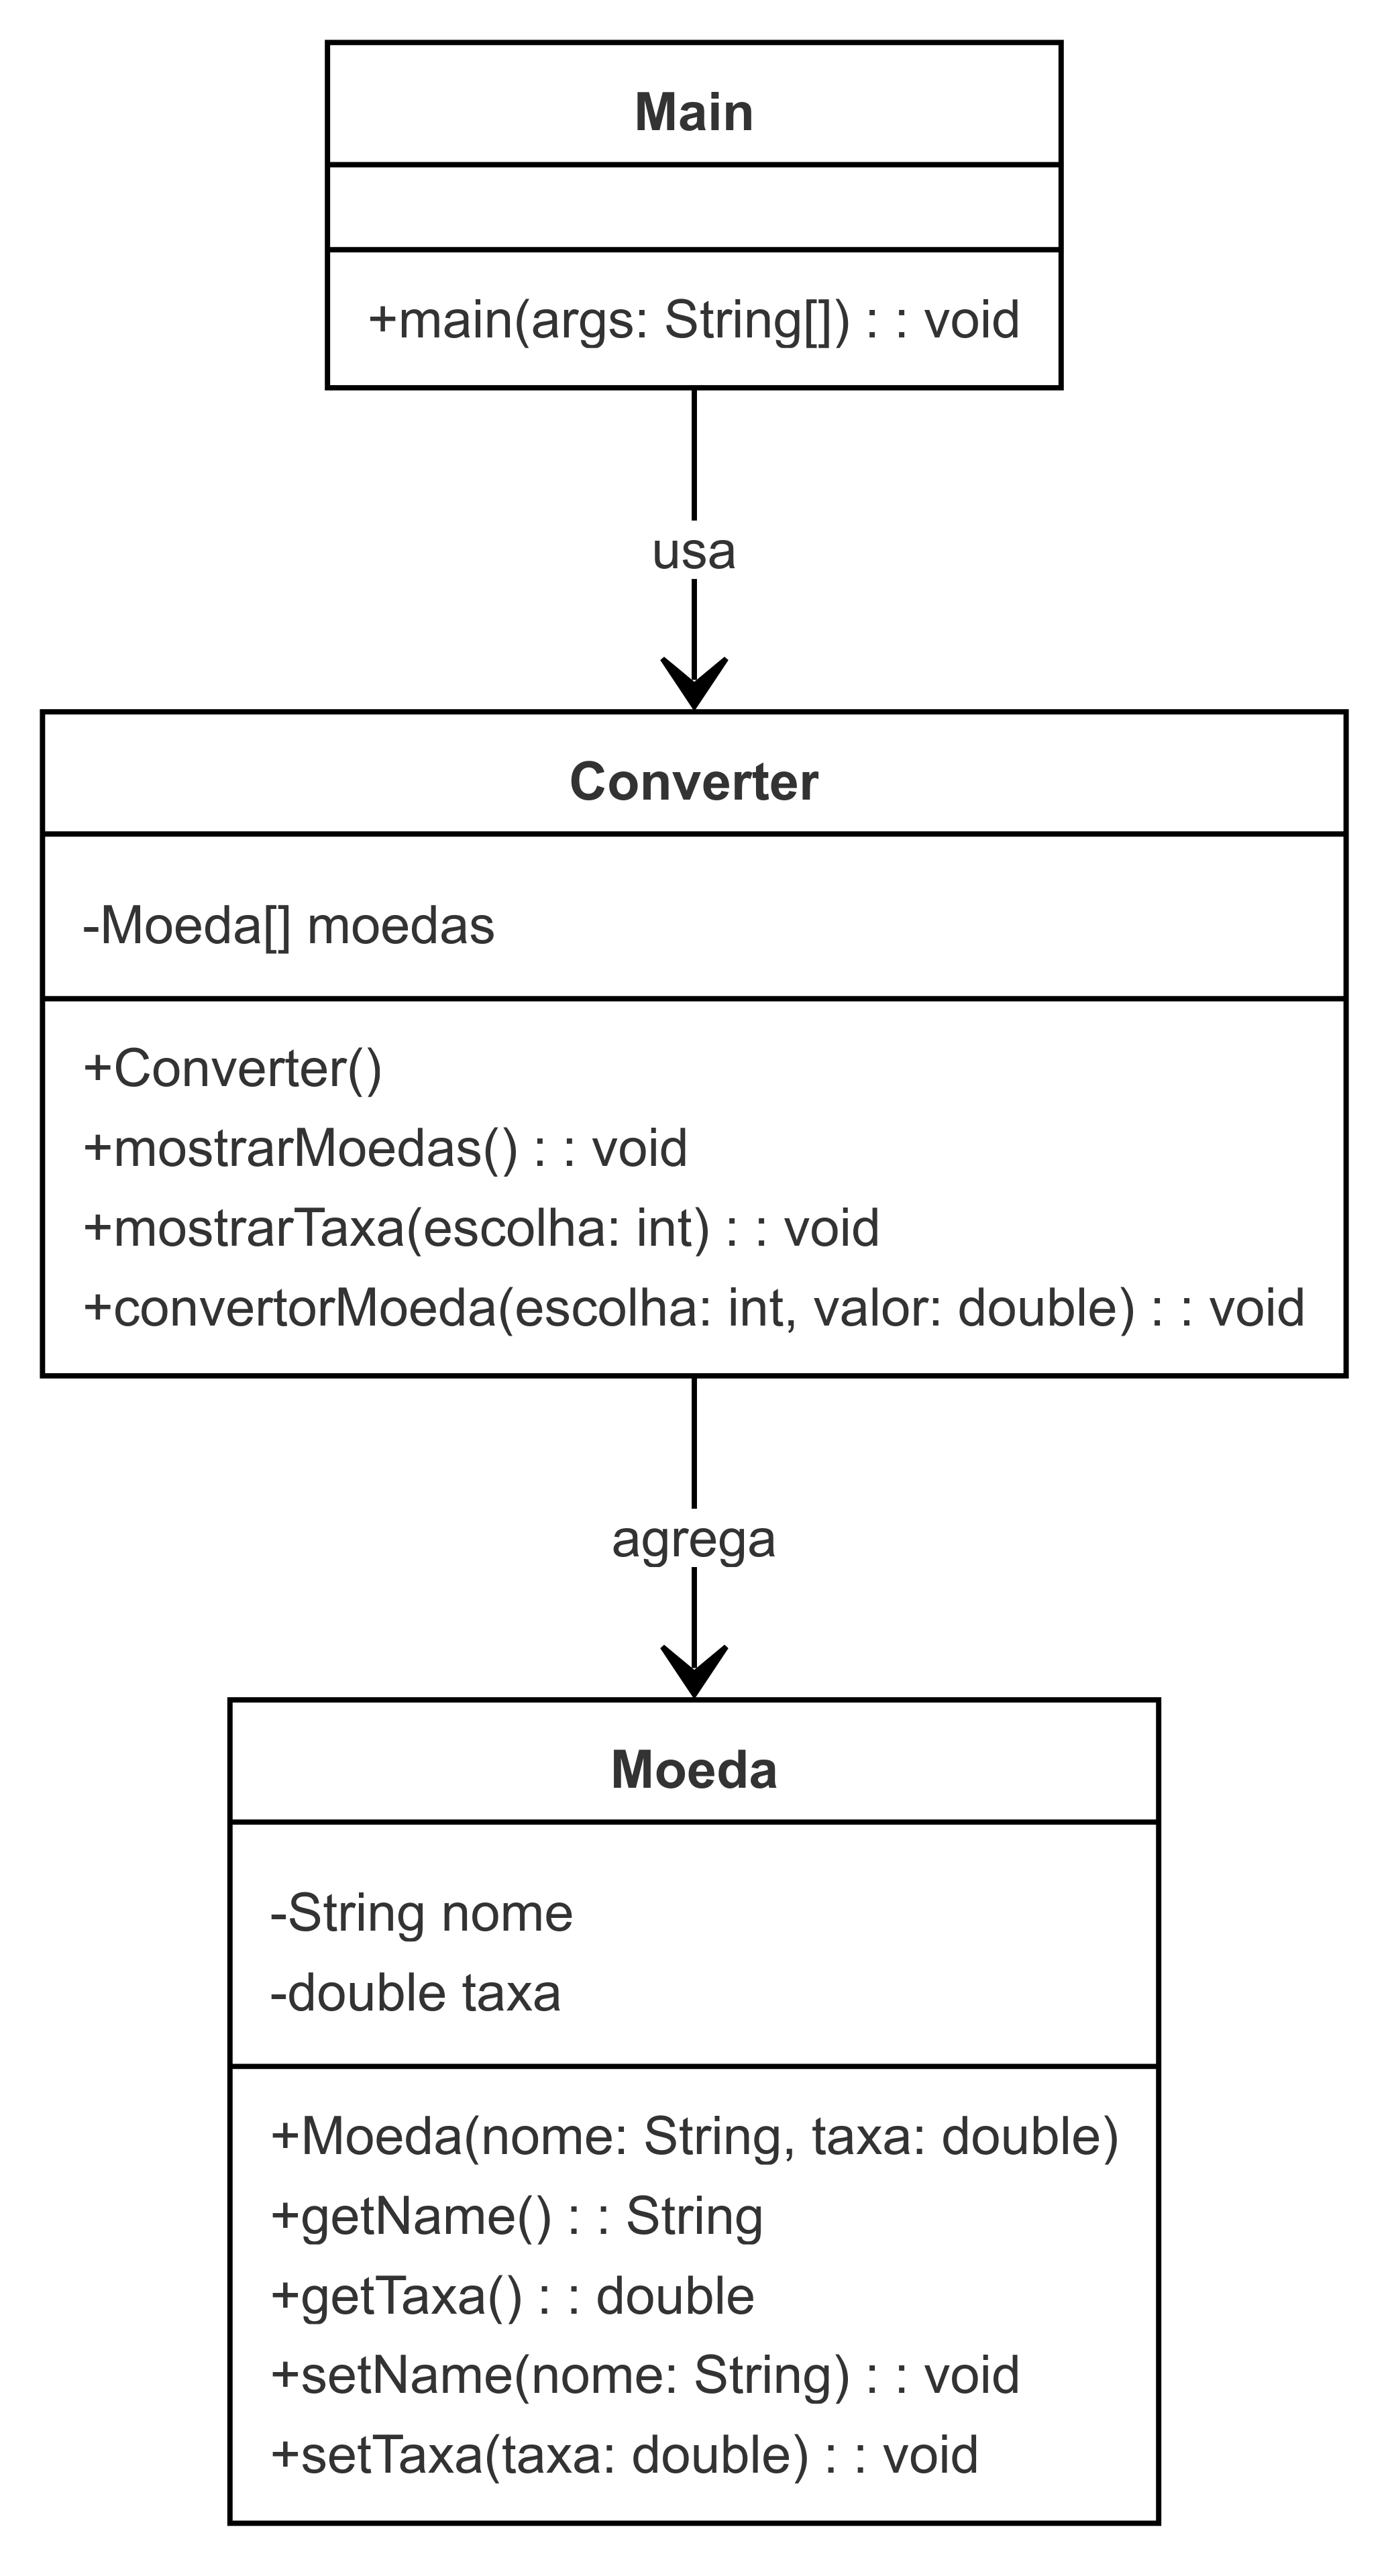 Main
+main(args: String[]) : : void
usa
Converter
-Moeda[] moedas
+Converter()
+mostrarMoedas() : : void
+mostrarTaxa(escolha: int) : : void
+convertorMoeda(escolha: int, valor: double) : : void
agrega
Moeda
-String nome
-double taxa
+Moeda(nome: String, taxa: double)
+getName() : : String
+getTaxa() : : double
+setName(nome: String) : : void
+setTaxa(taxa: double) : : void